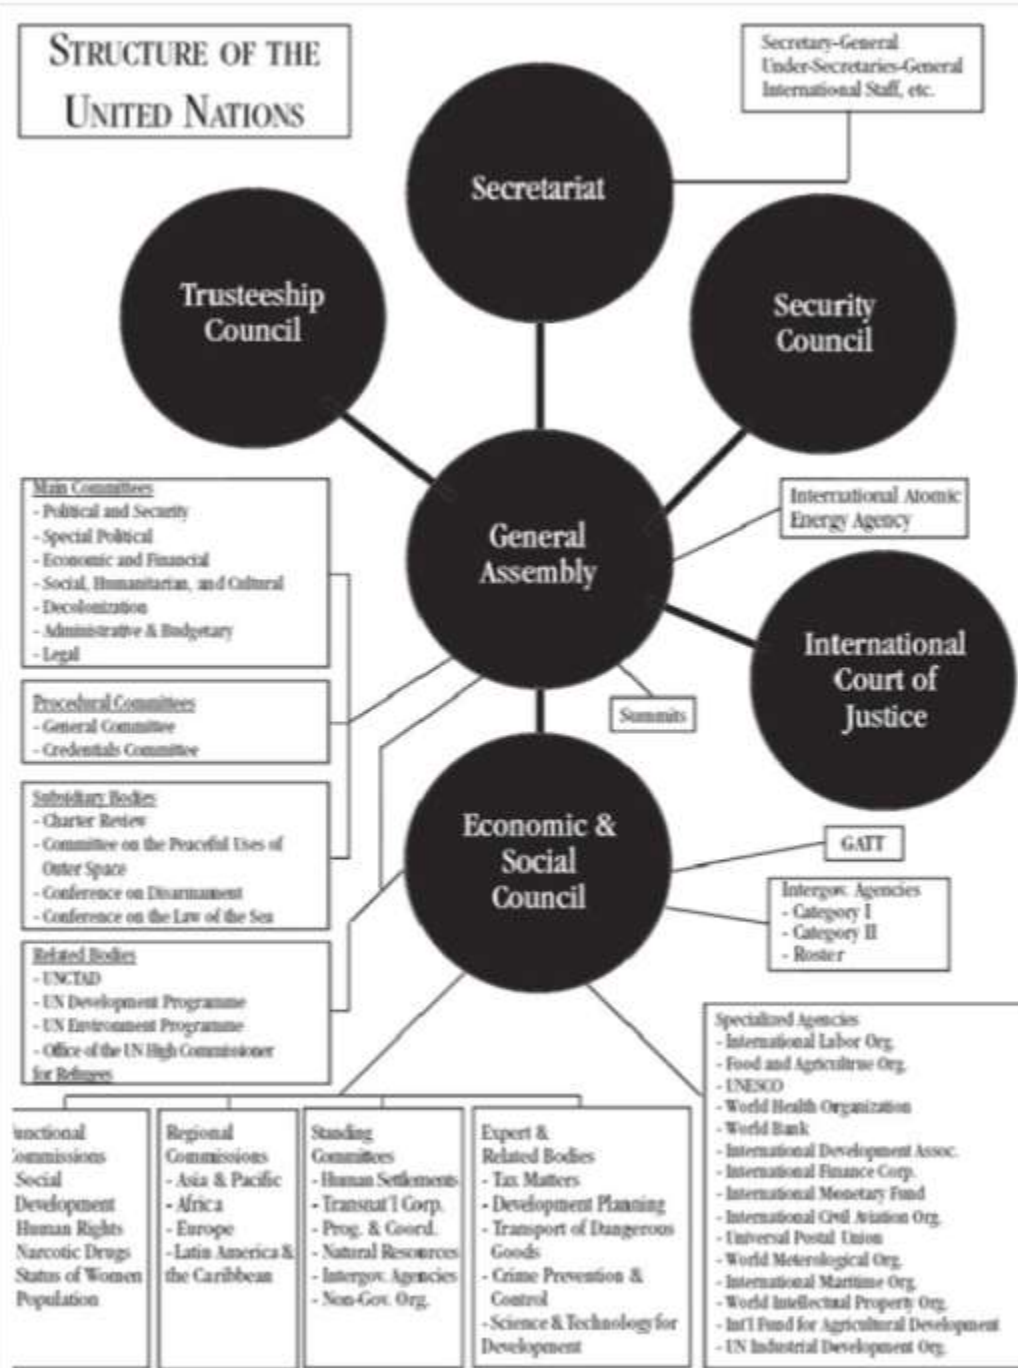 STRUCTURE OF THE
UNITED NATIONS
Secretary-General
Under-Secretaries-General
International Staff, etc.
Secretariat
Trusteeship
Council
Security
Council
General
Assembly
International Atomic
Energy Agency
International
Court of
Justice
Summits
Main Committees
- Political and Security
- Special Political
- Economic and Financial
- Social, Humanitarian, and Cultural
- Decolonization
- Administrative & Budgetary
- Legal
Procedural Committees
- General Committee
- Credentials Committee
Subsidiary Bodies
- Charter Review
- Committee on the Peaceful Uses of
Outer Space
- Conference on Disarmament
- Conference on the Law of the Sea
Related Bodies
- UNCTAD
- UN Development Programme
- UN Environment Programme
- Office of the UN High Commissioner
for Refugees
Economic &
Social
Council
GATT
Intergov. Agencies
- Category I
- Category II
- Roster
unctional
ommissions
Social
Development
Human Rights
Narcotic Drugs
Status of Women
Population
Regional
Commissions
- Asia & Pacific
- Africa
- Europe
- Latin America &
the Caribbean
Standing
Committees
- Human Settlements
- Transnat'l Corp.
- Prog. & Coord.
- Natural Resources
- Intergov. Agencies
- Non-Gov. Org.
Expert &
Related Bodies
- Tax Matters
- Development Planning
- Transport of Dangerous
Goods
- Crime Prevention &
Control
- Science & Technology for
Development
Specialized Agencies
- International Labor Org.
- Food and Agricultrue Org.
- UNESCO
- World Health Organization
- World Bank
- International Development Assoc.
- International Finance Corp.
- International Monetary Fund
- International Civil Aviation Org.
- Universal Postal Union
- World Meterological Org.
- International Maritime Org.
- World Intellectual Property Org.
- Int'l Fund for Agricultural Development
- UN Industrial Development Org.